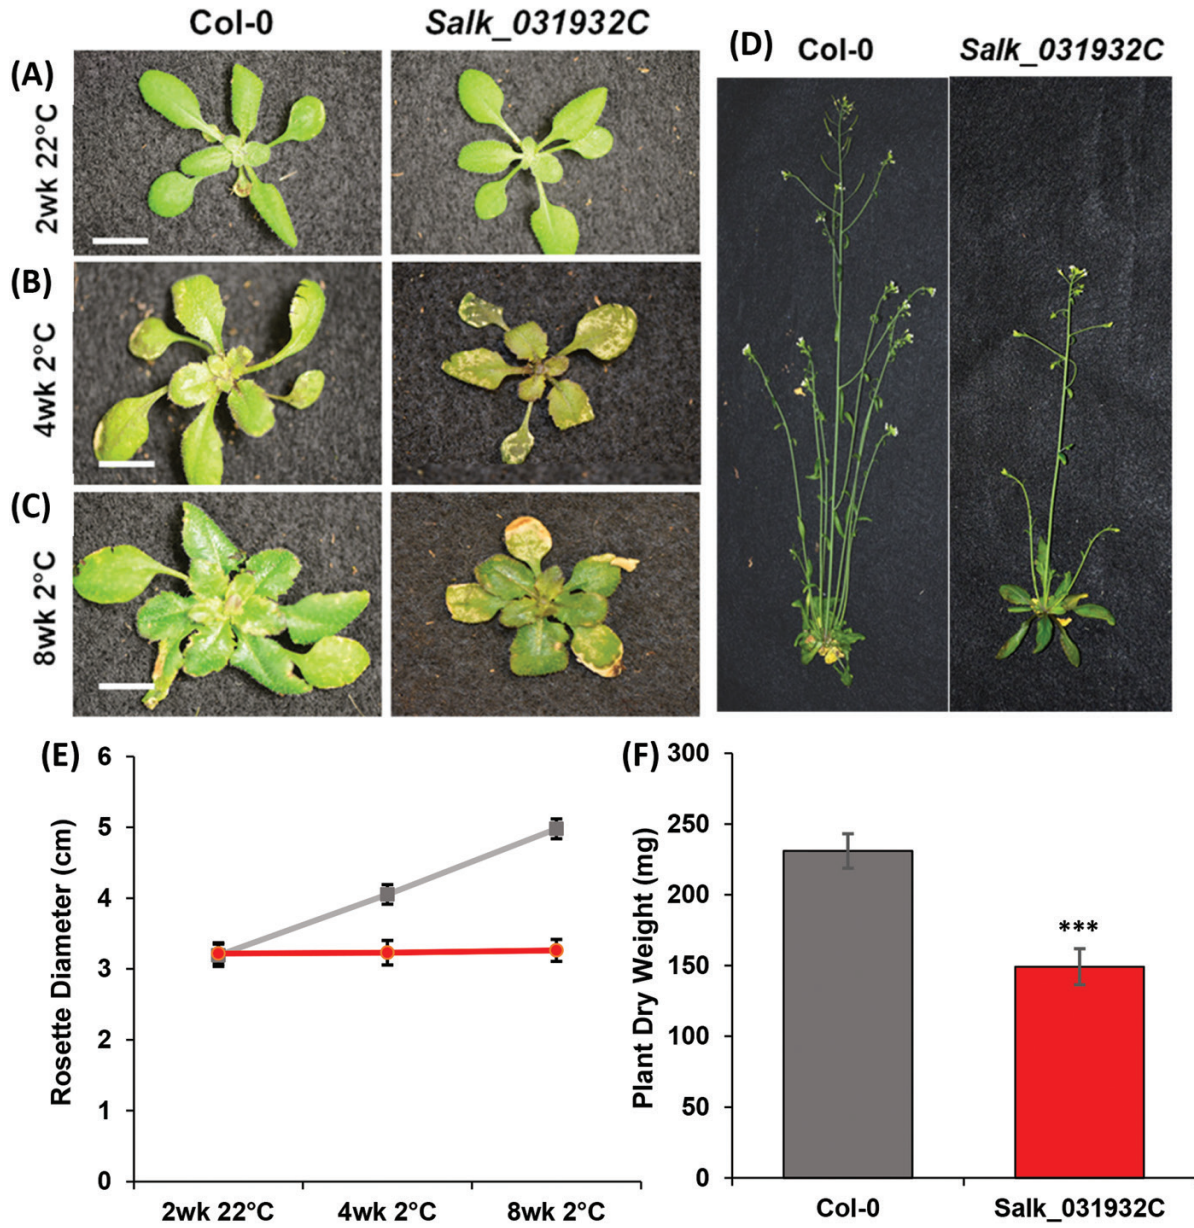 Col-0
Salk_031932C
(A)
2wk 22°C
(B)
4wk 2°C
(C)
8wk 2°C
(D)
Col-0
Salk_031932C
(E)
Rosette Diameter (cm)
6
5
4
3
2
1
0
2wk 22°C
4wk 2°C
8wk 2°C
(F)
Plant Dry Weight (mg)
300
250
200
150
100
50
0
***
Col-0
Salk_031932C